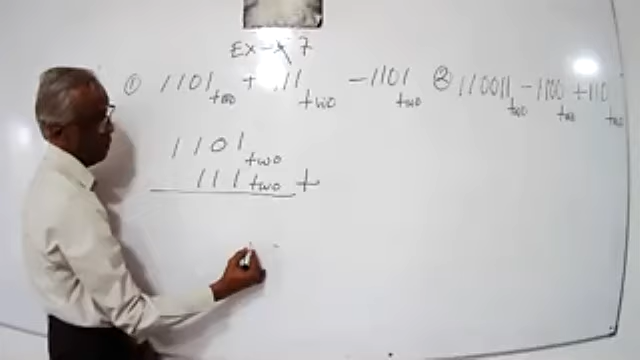 Ex-7
① 1101two + 111two - 1101two ② 110011two - 1100two + 110two
1101two
111two +